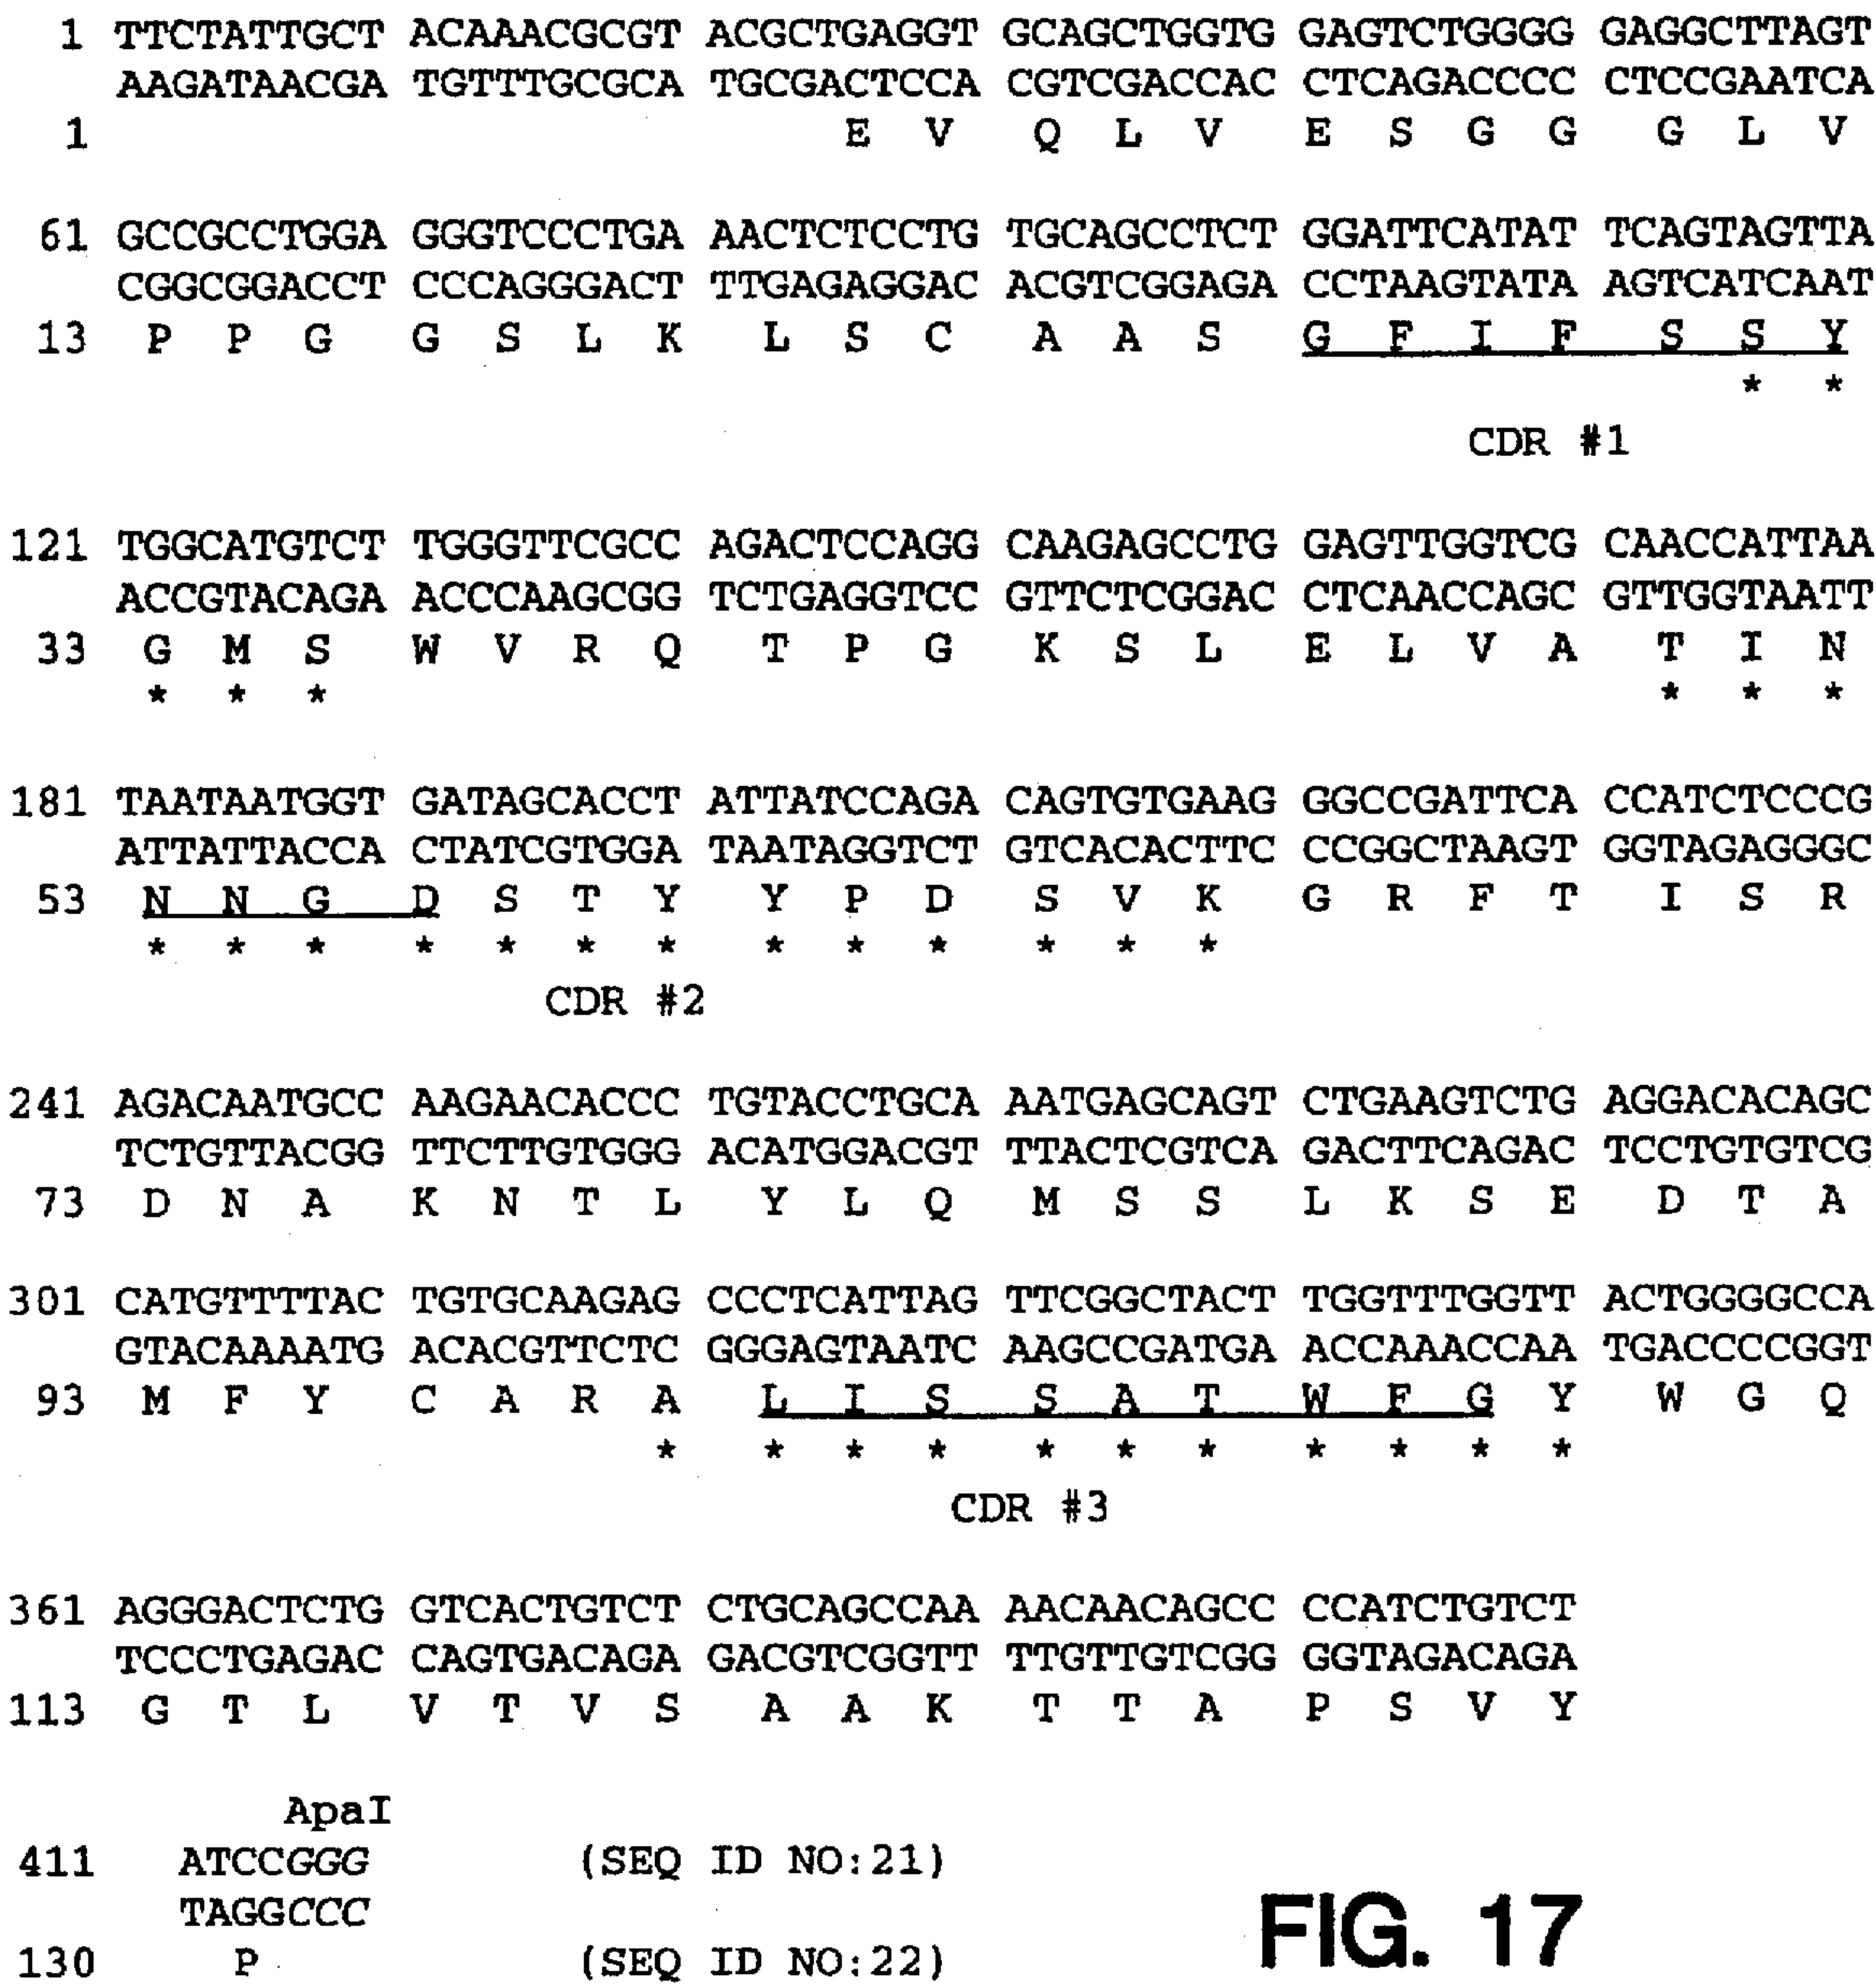 1 TTCTATTGCT ACAAACGCGT ACGCTGAGGT GCAGCTGGTG GAGTCTGGGG GAGGCTTAGT
AAGATAACGA TGTTTGCGCA TGCGACTCCA CGTCGACCAC CTCAGACCCC CTCCGAATCA
1 E V Q L V E S G G G L V
61 GCCGCCTGGA GGGTCCCTGA AACTCTCCTG TGCAGCCTCT GGATTCATAT TCAGTAGTTA
CGGCGGACCT CCCAGGGACT TTGAGAGGAC ACGTCGGAGA CCTAAGTATA AGTCATCAAT
13 P P G G S L K L S C A A S G F I F S S Y
* *
CDR #1
121 TGGCATGTCT TGGGTTCGCC AGACTCCAGG CAAGAGCCTG GAGTTGGTCG CAACCATTAA
ACCGTACAGA ACCCAAGCGG TCTGAGGTCC GTTCTCGGAC CTCAACCAGC GTTGGTAATT
33 G M S W V R Q T P G K S L E L V A T I N
* * * * * *
181 TAATAATGGT GATAGCACCT ATTATCCAGA CAGTGTGAAG GGCCGATTCA CCATCTCCCG
ATTATTACCA CTATCGTGGA TAATAGGTCT GTCACACTTC CCGGCTAAGT GGTAGAGGGC
53 N N G D S T Y Y P D S V K G R F T I S R
* * * * * * * * * * * * *
CDR #2
241 AGACAATGCC AAGAACACCC TGTACCTGCA AATGAGCAGT CTGAAGTCTG AGGACACAGC
TCTGTTACGG TTCTTGTGGG ACATGGACGT TTACTCGTCA GACTTCAGAC TCCTGTGTCG
73 D N A K N T L Y L Q M S S L K S E D T A
301 CATGTTTTAC TGTGCAAGAG CCCTCATTAG TTCGGCTACT TGGTTTGGTT ACTGGGGCCA
GTACAAAATG ACACGTTCTC GGGAGTAATC AAGCCGATGA ACCAAACCAA TGACCCCGGT
93 M F Y C A R A L I S S A T W F G Y W G Q
* * * * * * * * * * *
CDR #3
361 AGGGACTCTG GTCACTGTCT CTGCAGCCAA AACAACAGCC CCATCTGTCT
TCCCTGAGAC CAGTGACAGA GACGTCGGTT TTGTTGTCGG GGTAGACAGA
113 G T L V T V S A A K T T A P S V Y
ApaI
411 ATCCGGG (SEQ ID NO:21)
TAGGCCC
130 P (SEQ ID NO:22)
FIG. 17